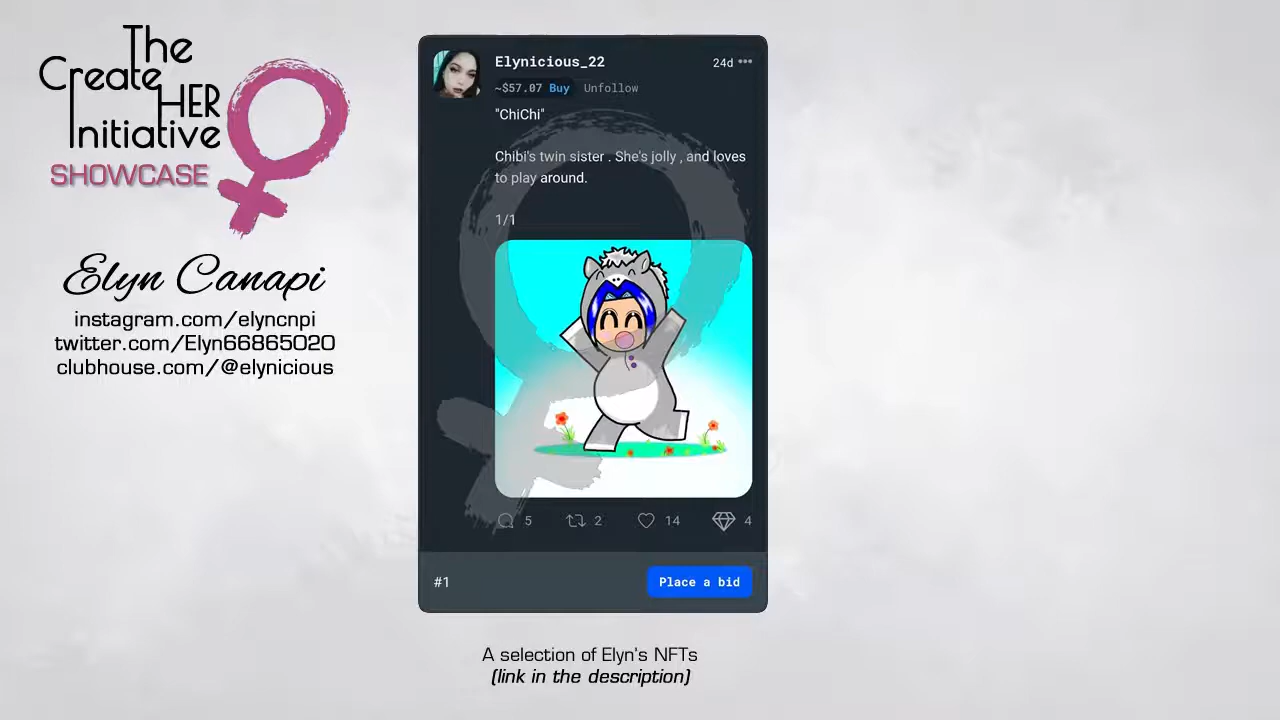 The
Create
HER
Initiative
SHOWCASE
Elyn Canapi
instagram.com/elyncnpi
twitter.com/Elyn66865020
clubhouse.com/@elynicious
Elynicious_22
24d
~$57.07 Buy Unfollow
"ChiChi"
Chibi's twin sister . She's jolly , and loves
to play around.
1/1
5 2 14 4
#1
Place a bid
A selection of Elyn's NFTs
(link in the description)